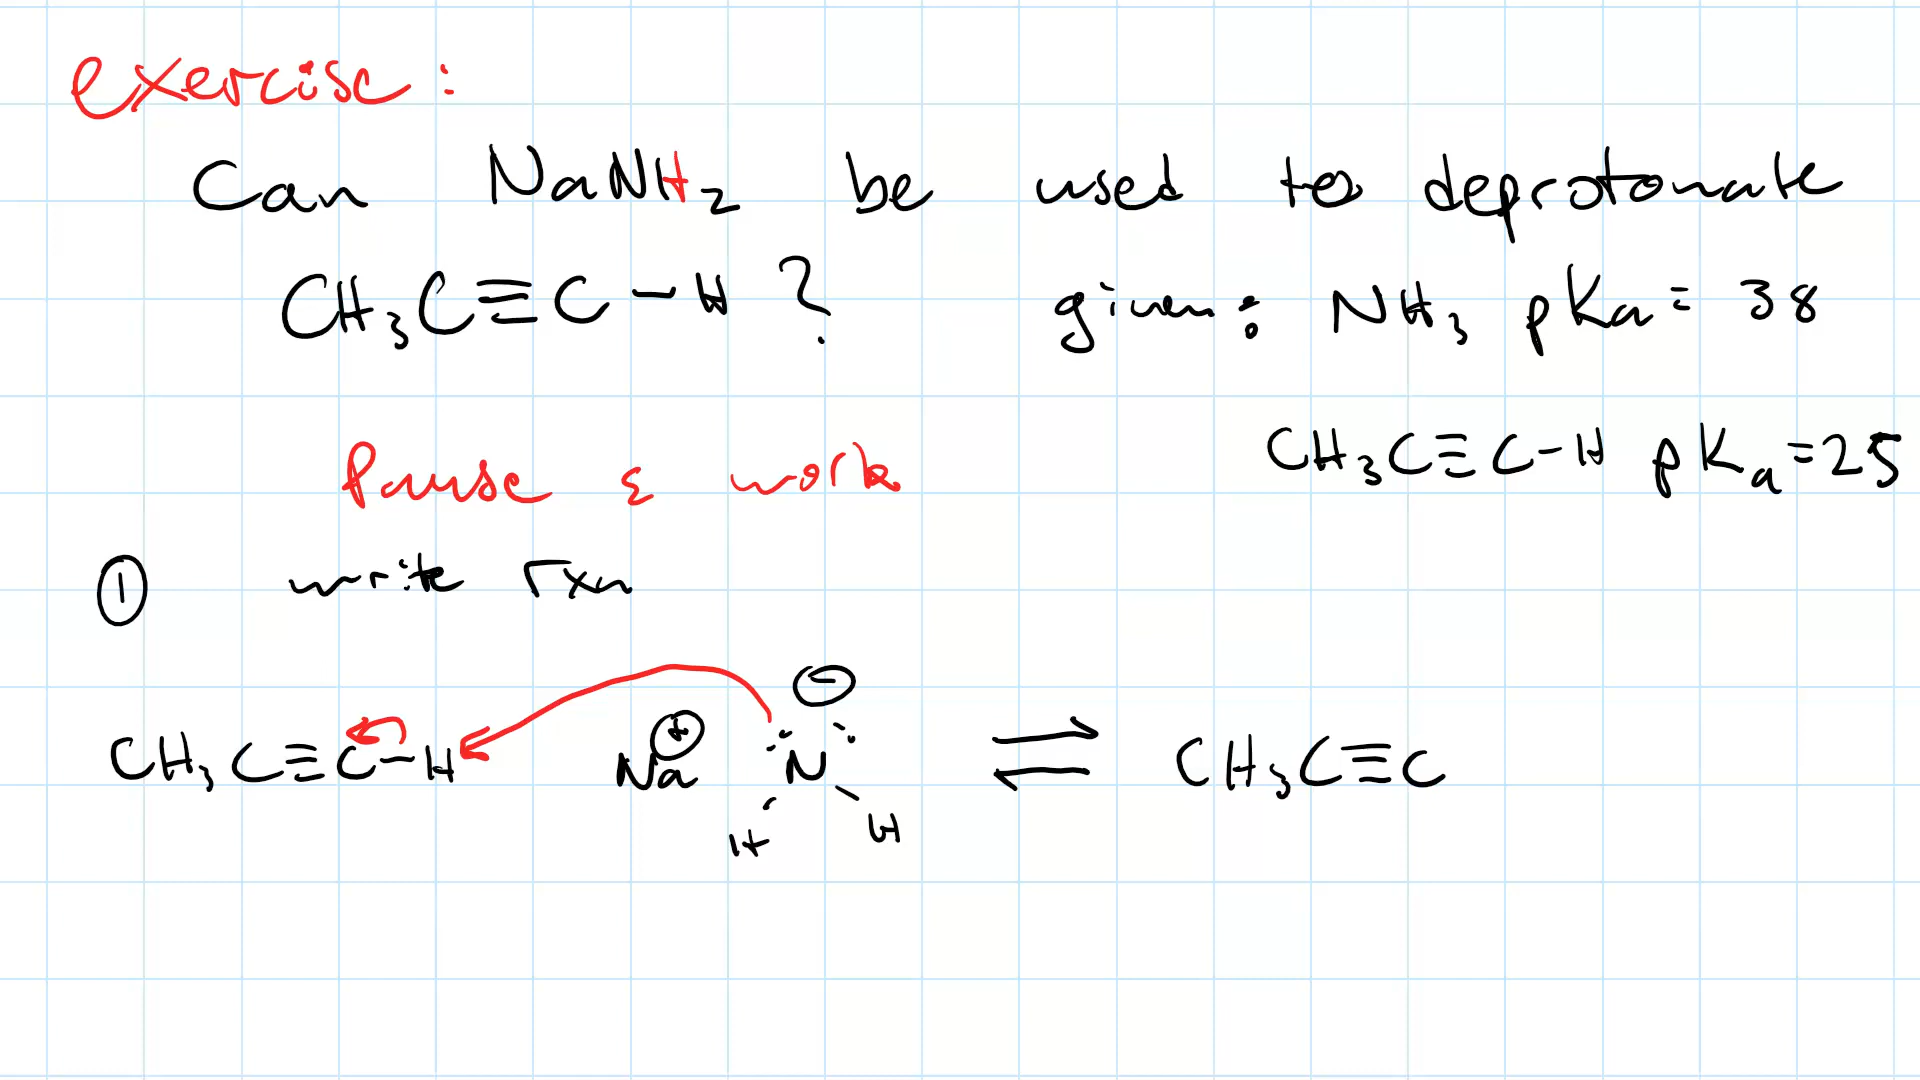 exercise:
Can NaNH₂ be used to deprotonate
CH₃C≡C-H ? given: NH₃ pKa = 38
CH₃C≡C-H pKa = 25
Pause & work
① write rxn
CH₃C≡C-H Na⊕ :N:⊖ ⇌ CH₃C≡C
H H